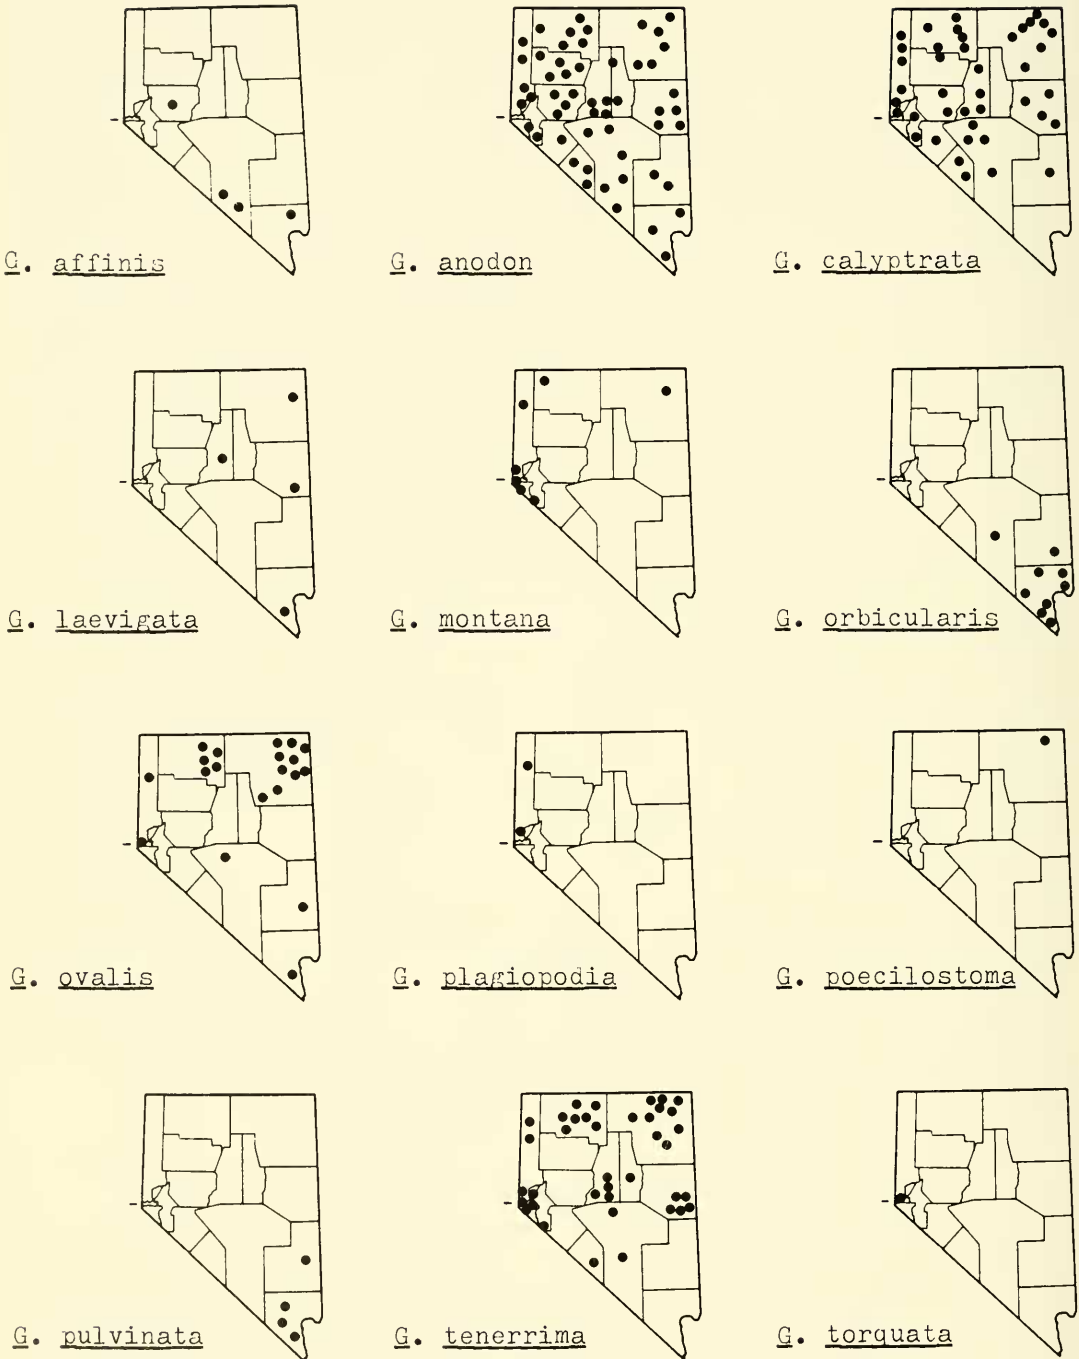 G. affinis
G. anodon
G. calyptrata
G. laevigata
G. montana
G. orbicularis
G. ovalis
G. plagiopodia
G. poecilostoma
G. pulvinata
G. tenerrima
G. torquata